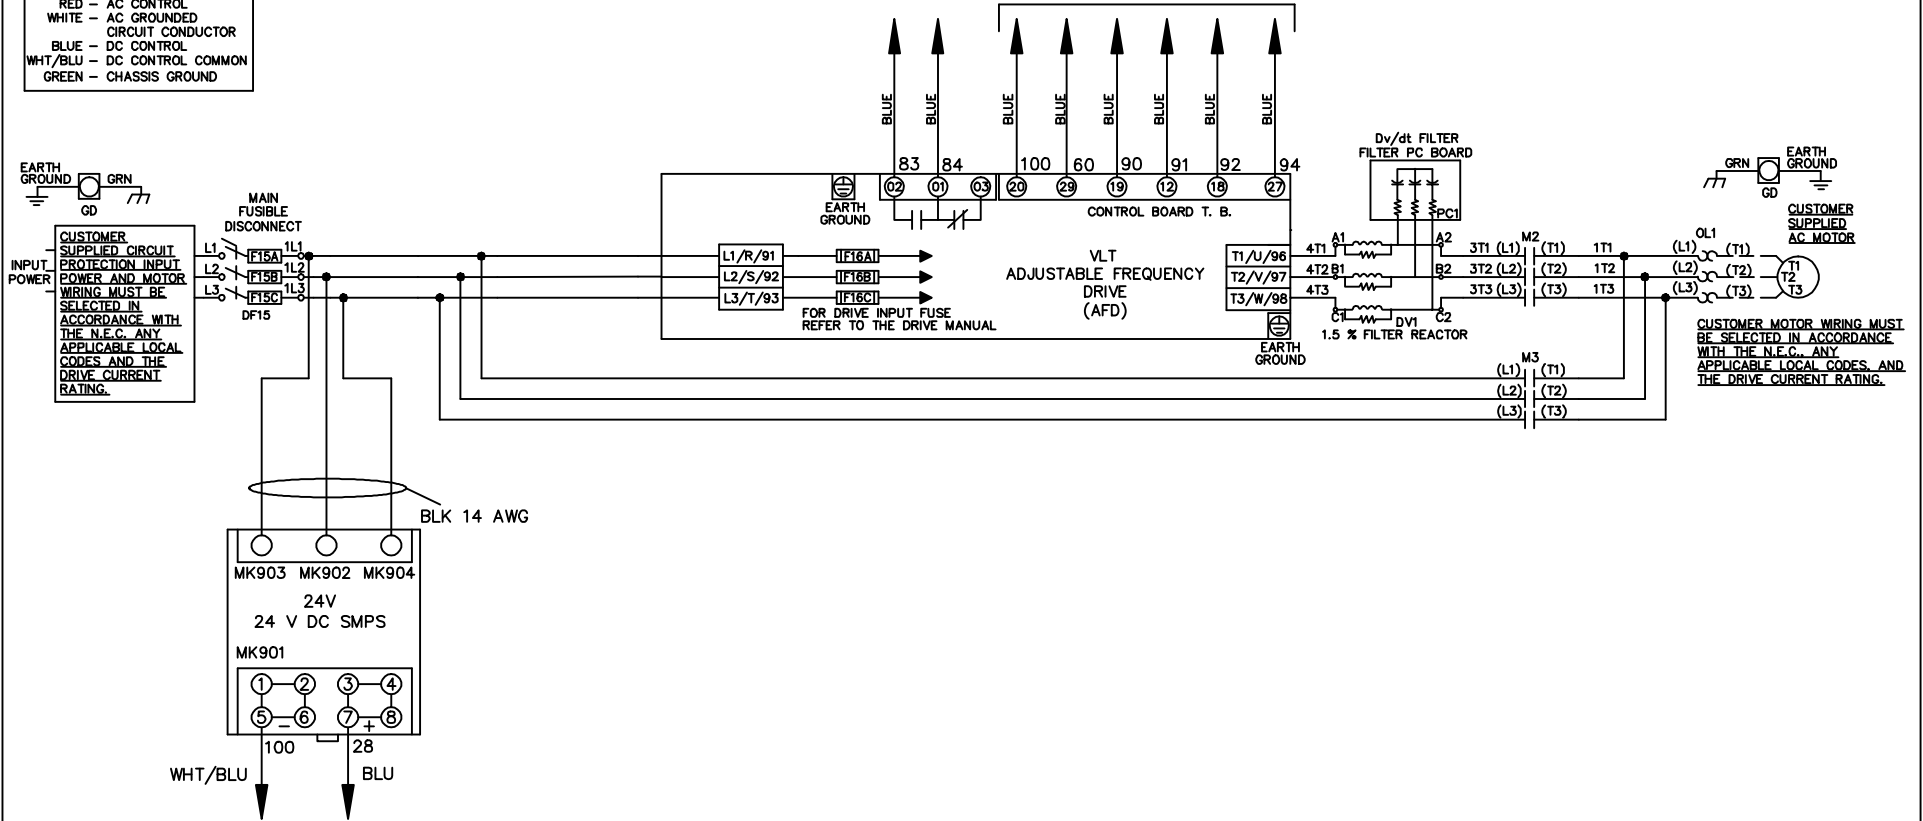 RED – AC CONTROL
WHITE – AC GROUNDED
CIRCUIT CONDUCTOR
BLUE – DC CONTROL
WHT/BLU – DC CONTROL COMMON
GREEN – CHASSIS GROUND
BLUE
BLUE
BLUE
BLUE
BLUE
BLUE
BLUE
BLUE
83
84
100
60
90
91
92
94
02
01
03
20
29
19
12
18
27
EARTH
GROUND
CONTROL BOARD T. B.
EARTH
GROUND
GRN
GD
MAIN
FUSIBLE
DISCONNECT
INPUT
POWER
CUSTOMER
SUPPLIED CIRCUIT
PROTECTION INPUT
POWER AND MOTOR
WIRING MUST BE
SELECTED IN
ACCORDANCE WITH
THE N.E.C. ANY
APPLICABLE LOCAL
CODES AND THE
DRIVE CURRENT
RATING.
L1
F15A
1L1
L2
F15B
1L2
L3
F15C
1L3
DF15
L1/R/91
L2/S/92
L3/T/93
F16A
F16B
F16C
FOR DRIVE INPUT FUSE
REFER TO THE DRIVE MANUAL
VLT
ADJUSTABLE FREQUENCY
DRIVE
(AFD)
T1/U/96
T2/V/97
T3/W/98
EARTH
GROUND
Dv/dt FILTER
FILTER PC BOARD
PC1
4T1
A1
A2
4T2
B1
B2
4T3
C1
C2
DV1
1.5 % FILTER REACTOR
M2
3T1 (L1) (T1) 1T1
3T2 (L2) (T2) 1T2
3T3 (L3) (T3) 1T3
M3
(L1) (T1)
(L2) (T2)
(L3) (T3)
OL1
(L1) (T1)
(L2) (T2)
(L3) (T3)
T1
T2
T3
GRN
EARTH
GROUND
GD
CUSTOMER
SUPPLIED
AC MOTOR
CUSTOMER MOTOR WIRING MUST
BE SELECTED IN ACCORDANCE
WITH THE N.E.C., ANY
APPLICABLE LOCAL CODES, AND
THE DRIVE CURRENT RATING.
BLK 14 AWG
MK903 MK902 MK904
24V
24 V DC SMPS
MK901
1 2 3 4
5 6 7 8
– +
100
28
WHT/BLU
BLU